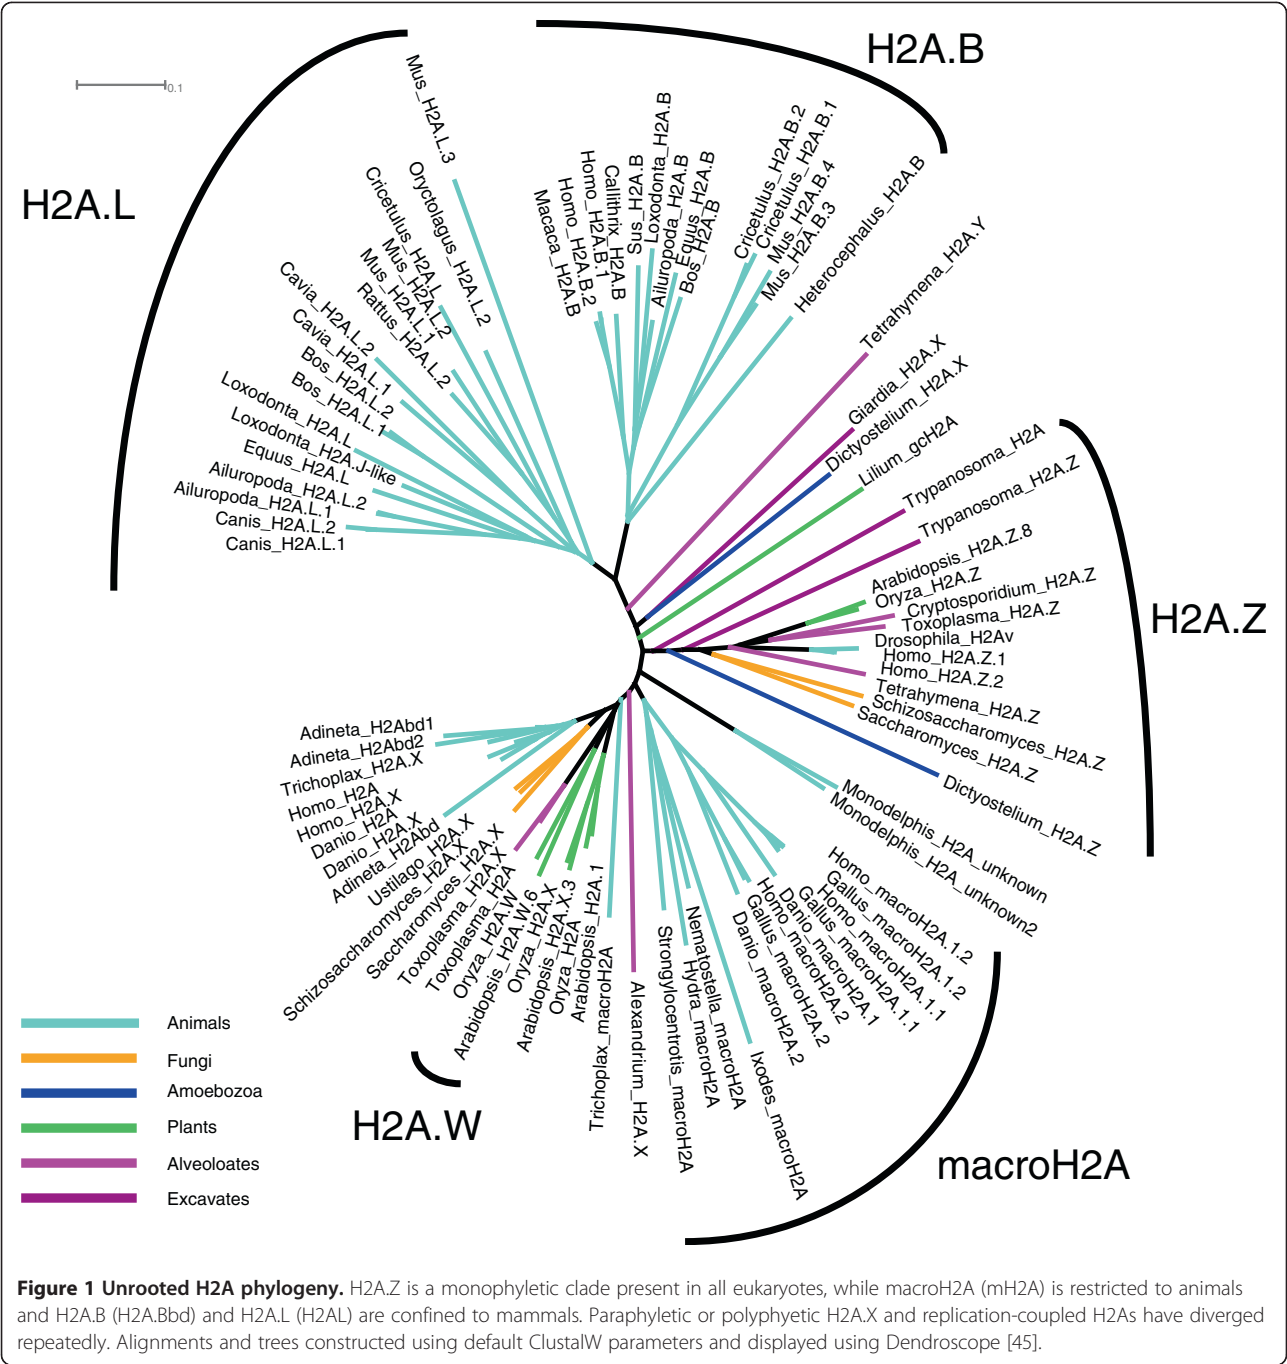 H2A.B
H2A.L
0.1
Mus_H2A.L.3
Oryctolagus_H2A.L.2
Cricetulus_H2A.L
Mus_H2A.L.2
Mus_H2A.L.1
Rattus_H2A.L.2
Cavia_H2A.L.2
Cavia_H2A.L.1
Bos_H2A.L.2
Bos_H2A.L.1
Loxodonta_H2A.L
Loxodonta_H2A.J-like
Equus_H2A.L
Ailuropoda_H2A.L.2
Ailuropoda_H2A.L.1
Canis_H2A.L.2
Canis_H2A.L.1
Macaca_H2A.B
Homo_H2A.B.2
Homo_H2A.B.1
Callithrix_H2A.B
Sus_H2A.B
Loxodonta_H2A.B
Ailuropoda_H2A.B
Equus_H2A.B
Bos_H2A.B
Cricetulus_H2A.B.2
Cricetulus_H2A.B.1
Mus_H2A.B.4
Mus_H2A.B.3
Heterocephalus_H2A.B
Tetrahymena_H2A.Y
Giardia_H2A.X
Dictyostelium_H2A.X
Lilium_gcH2A
Trypanosoma_H2A
Trypanosoma_H2A.Z
Arabidopsis_H2A.Z.8
Oryza_H2A.Z
Cryptosporidium_H2A.Z
Toxoplasma_H2A.Z
Drosophila_H2Av
Homo_H2A.Z.1
Homo_H2A.Z.2
Tetrahymena_H2A.Z
Schizosaccharomyces_H2A.Z
Saccharomyces_H2A.Z
Dictyostelium_H2A.Z
H2A.Z
Monodelphis_H2A_unknown
Monodelphis_H2A_unknown2
Homo_macroH2A.1.2
Gallus_macroH2A.1.2
Homo_macroH2A.1.1
Gallus_macroH2A.1.1
Danio_macroH2A.1
Homo_macroH2A.2
Gallus_macroH2A.2
Danio_macroH2A.2
Ixodes_macroH2A
Nematostella_macroH2A
Hydra_macroH2A
Strongylocentrotis_macroH2A
macroH2A
Alexandrium_H2A.X
Trichoplax_macroH2A
Arabidopsis_H2A.1
Oryza_H2A
Arabidopsis_H2A.X.3
Oryza_H2A.X
Arabidopsis_H2A.W.6
Oryza_H2A.W
H2A.W
Toxoplasma_H2A
Toxoplasma_H2A.X
Saccharomyces_H2A.X
Schizosaccharomyces_H2A.X
Ustilago_H2A.X
Adineta_H2Abd
Danio_H2A.X
Danio_H2A
Homo_H2A.X
Homo_H2A
Trichoplax_H2A.X
Adineta_H2Abd2
Adineta_H2Abd1
Animals
Fungi
Amoebozoa
Plants
Alveoloates
Excavates
Figure 1 Unrooted H2A phylogeny. H2A.Z is a monophyletic clade present in all eukaryotes, while macroH2A (mH2A) is restricted to animals
and H2A.B (H2A.Bbd) and H2A.L (H2AL) are confined to mammals. Paraphyletic or polyphyetic H2A.X and replication-coupled H2As have diverged
repeatedly. Alignments and trees constructed using default ClustalW parameters and displayed using Dendroscope [45].